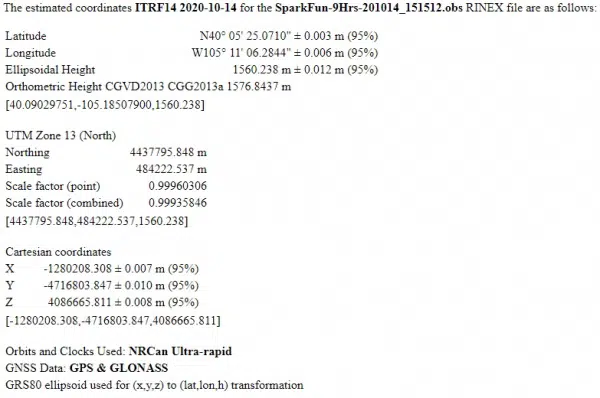 The estimated coordinates ITRF14 2020-10-14 for the SparkFun-9Hrs-201014_151512.obs RINEX file are as follows:
Latitude N40° 05' 25.0710" ± 0.003 m (95%)
Longitude W105° 11' 06.2844" ± 0.006 m (95%)
Ellipsoidal Height 1560.238 m ± 0.012 m (95%)
Orthometric Height CGVD2013 CGG2013a 1576.8437 m
[40.09029751,-105.18507900,1560.238]
UTM Zone 13 (North)
Northing 4437795.848 m
Easting 484222.537 m
Scale factor (point) 0.99960306
Scale factor (combined) 0.99935846
[4437795.848,484222.537,1560.238]
Cartesian coordinates
X -1280208.308 ± 0.007 m (95%)
Y -4716803.847 ± 0.010 m (95%)
Z 4086665.811 ± 0.008 m (95%)
[-1280208.308,-4716803.847,4086665.811]
Orbits and Clocks Used: NRCan Ultra-rapid
GNSS Data: GPS & GLONASS
GRS80 ellipsoid used for (x,y,z) to (lat,lon,h) transformation